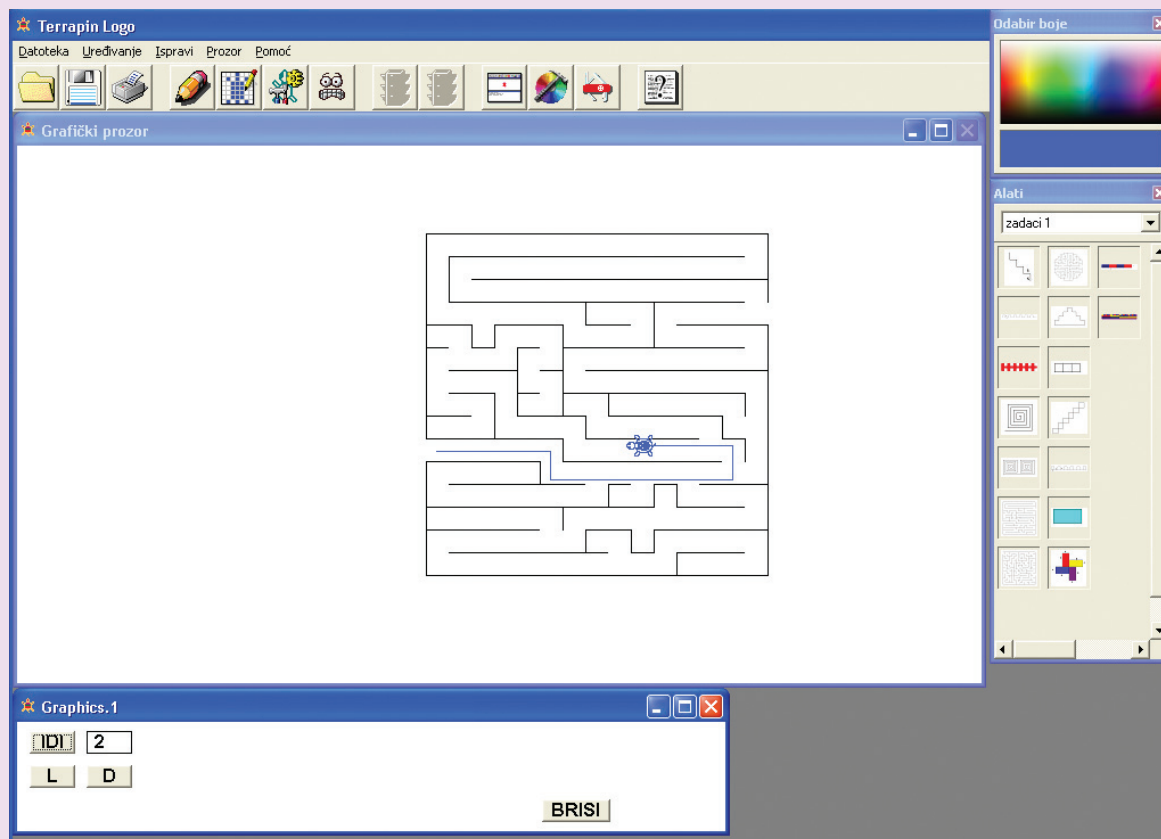 Terrapin Logo
Datoteka Uređivanje Ispravi Prozor Pomoć
Grafički prozor
Odabir boje
Alati
zadaci 1
Graphics.1
IDI 2
L D
BRISI